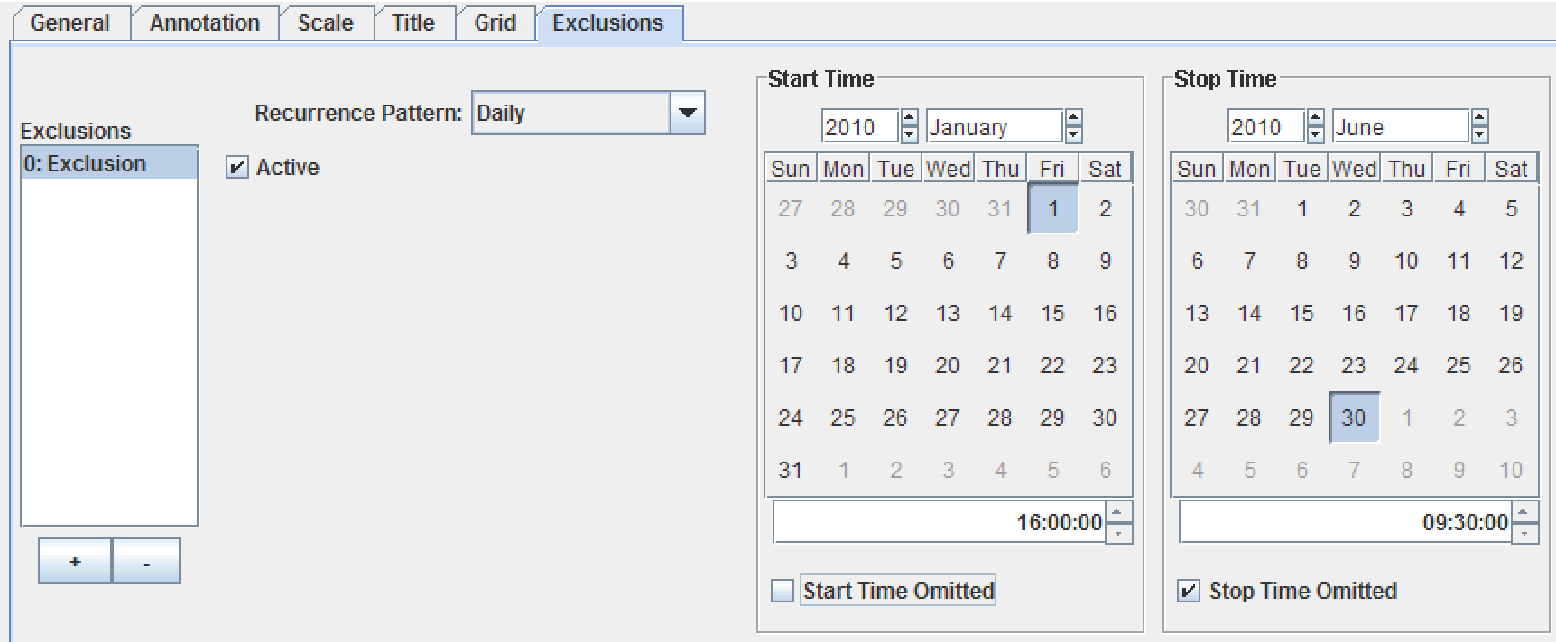 General Annotation Scale Title Grid Exclusions
Exclusions
0: Exclusion
+ -
Recurrence Pattern: Daily
Active
Start Time
2010 January
Sun Mon Tue Wed Thu Fri Sat
27 28 29 30 31 1 2
3 4 5 6 7 8 9
10 11 12 13 14 15 16
17 18 19 20 21 22 23
24 25 26 27 28 29 30
31 1 2 3 4 5 6
16:00:00
Start Time Omitted
Stop Time
2010 June
Sun Mon Tue Wed Thu Fri Sat
30 31 1 2 3 4 5
6 7 8 9 10 11 12
13 14 15 16 17 18 19
20 21 22 23 24 25 26
27 28 29 30 1 2 3
4 5 6 7 8 9 10
09:30:00
Stop Time Omitted